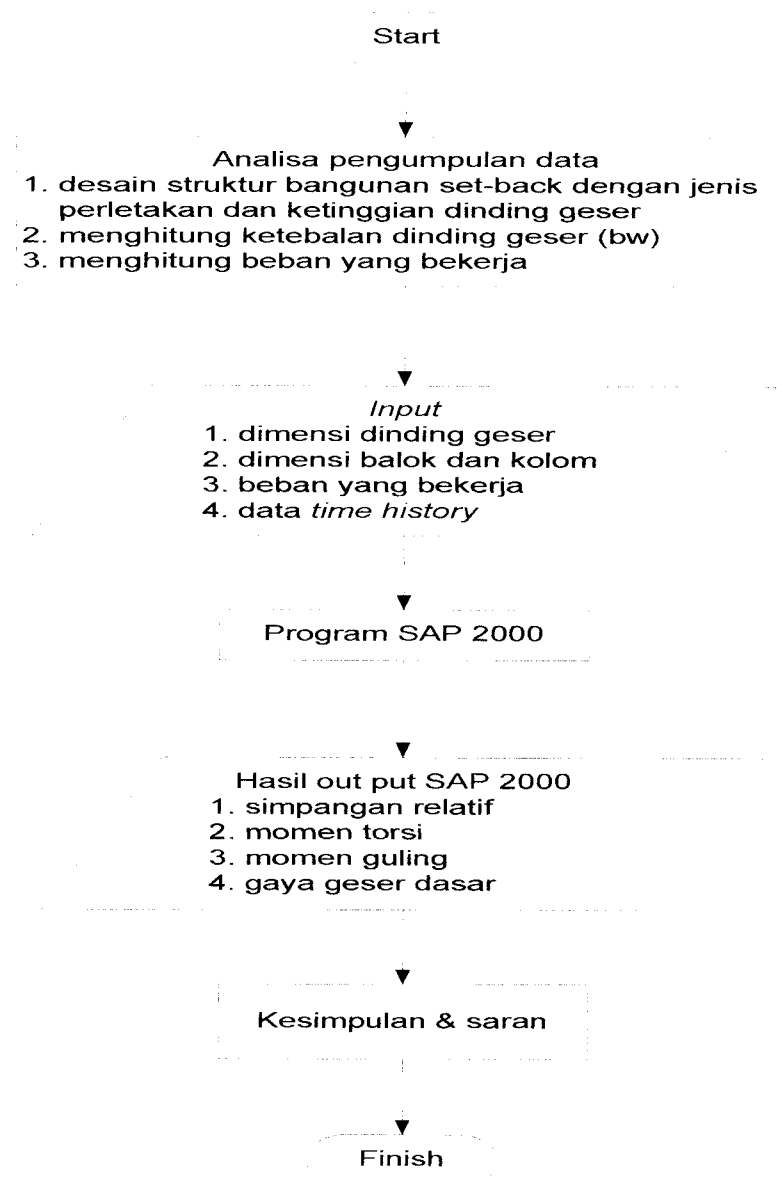 Start
Analisa pengumpulan data
1. desain struktur bangunan set-back dengan jenis
perletakan dan ketinggian dinding geser
2. menghitung ketebalan dinding geser (bw)
3. menghitung beban yang bekerja
Input
1. dimensi dinding geser
2. dimensi balok dan kolom
3. beban yang bekerja
4. data time history
Program SAP 2000
Hasil out put SAP 2000
1. simpangan relatif
2. momen torsi
3. momen guling
4. gaya geser dasar
Kesimpulan & saran
Finish